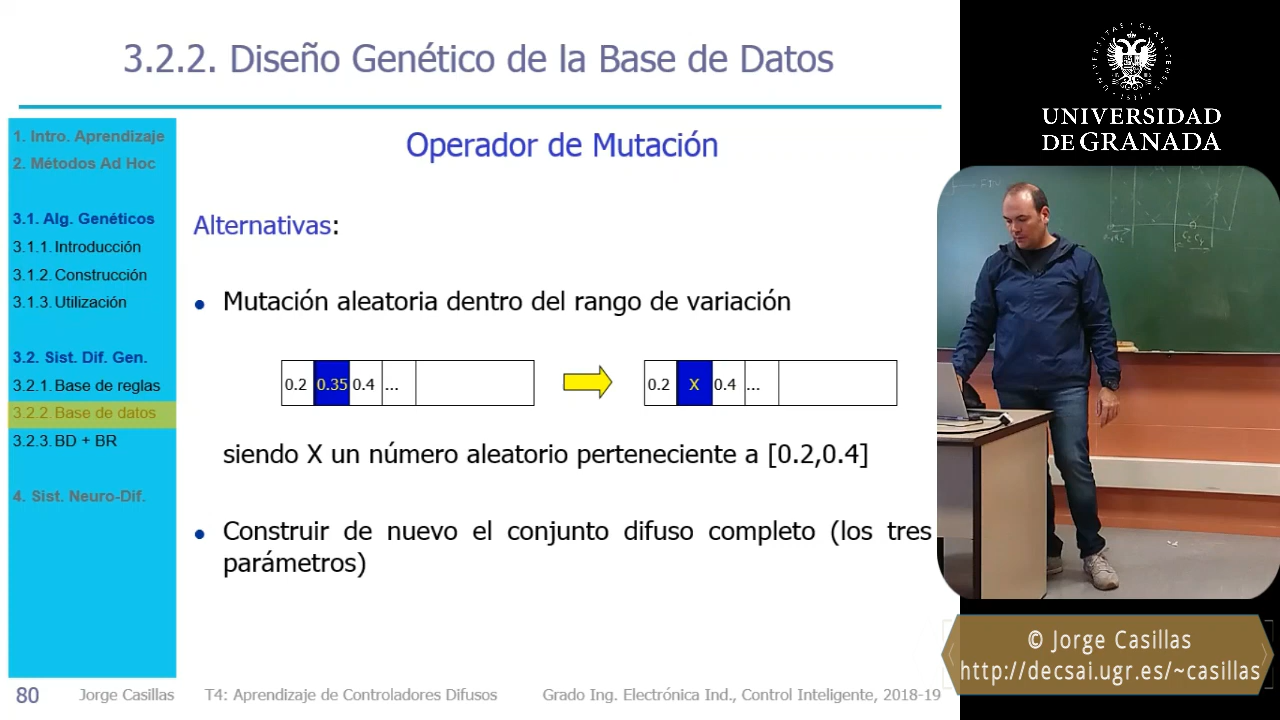 3.2.2. Diseño Genético de la Base de Datos
1. Intro. Aprendizaje
2. Métodos Ad Hoc
3.1. Alg. Genéticos
3.1.1. Introducción
3.1.2. Construcción
3.1.3. Utilización
3.2. Sist. Dif. Gen.
3.2.1. Base de reglas
3.2.2. Base de datos
3.2.3. BD + BR
4. Sist. Neuro-Dif.
Operador de Mutación
Alternativas:
• Mutación aleatoria dentro del rango de variación
0.2 0.35 0.4 ...
0.2 X 0.4 ...
siendo X un número aleatorio perteneciente a [0.2,0.4]
• Construir de nuevo el conjunto difuso completo (los tres
parámetros)
80 Jorge Casillas T4: Aprendizaje de Controladores Difusos Grado Ing. Electrónica Ind., Control Inteligente, 2018-19
UNIVERSIDAD
DE GRANADA
© Jorge Casillas
http://decsai.ugr.es/~casillas